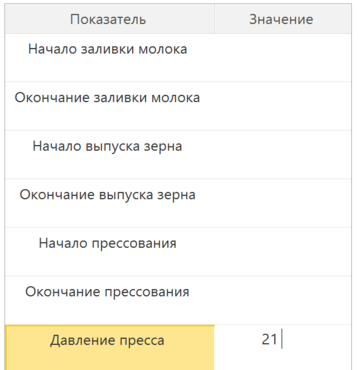 Показатель Значение
Начало заливки молока
Окончание заливки молока
Начало выпуска зерна
Окончание выпуска зерна
Начало прессования
Окончание прессования
Давление пресса 21